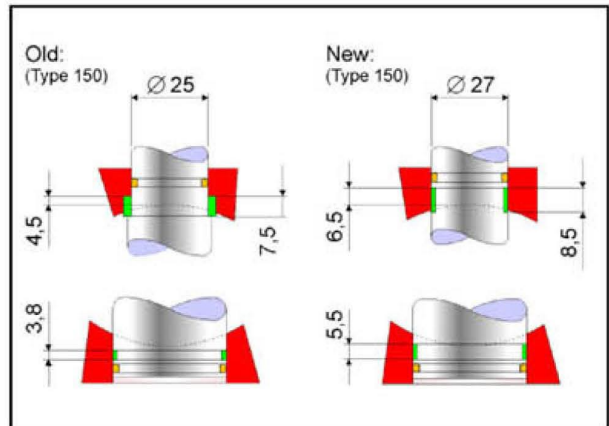 Old:
(Type 150)
Ø 25
4,5
7,5
3,8
New:
(Type 150)
Ø 27
6,5
8,5
5,5